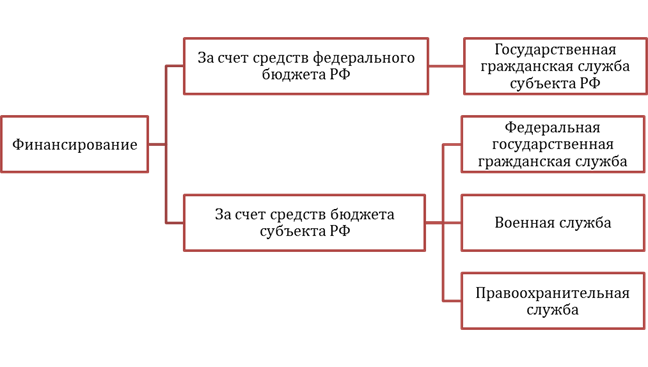 Финансирование
За счет средств федерального
бюджета РФ
Государственная
гражданская служба
субъекта РФ
За счет средств бюджета
субъекта РФ
Федеральная
государственная
гражданская служба
Военная служба
Правоохранительная
служба